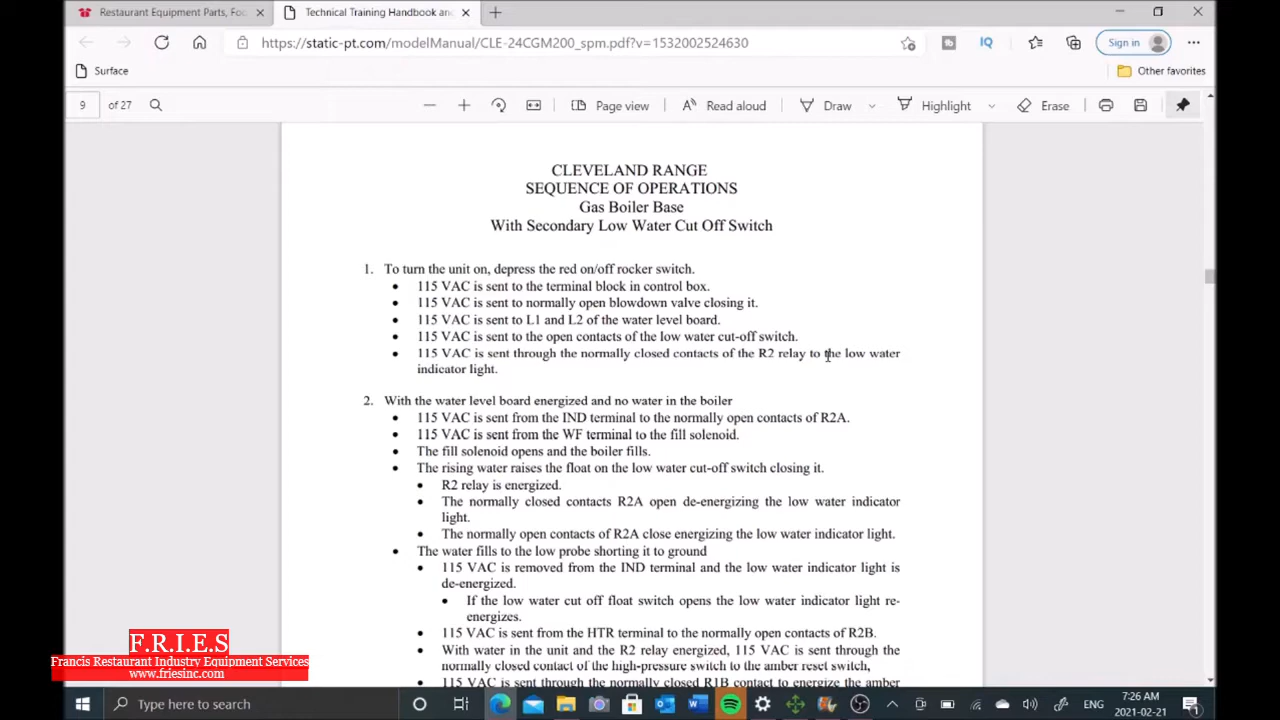 Restaurant Equipment Parts, Foo
Technical Training Handbook an
https://static-pt.com/modelManual/CLE-24CGM200_spm.pdf?v=1532002524630
IQ
Sign in
Surface
Other favorites
9 of 27
Page view
Read aloud
Draw
Highlight
Erase
CLEVELAND RANGE
SEQUENCE OF OPERATIONS
Gas Boiler Base
With Secondary Low Water Cut Off Switch
1. To turn the unit on, depress the red on/off rocker switch.
• 115 VAC is sent to the terminal block in control box.
• 115 VAC is sent to normally open blowdown valve closing it.
• 115 VAC is sent to L1 and L2 of the water level board.
• 115 VAC is sent to the open contacts of the low water cut-off switch.
• 115 VAC is sent through the normally closed contacts of the R2 relay to the low water
indicator light.
2. With the water level board energized and no water in the boiler
• 115 VAC is sent from the IND terminal to the normally open contacts of R2A.
• 115 VAC is sent from the WF terminal to the fill solenoid.
• The fill solenoid opens and the boiler fills.
• The rising water raises the float on the low water cut-off switch closing it.
• R2 relay is energized.
• The normally closed contacts R2A open de-energizing the low water indicator
light.
• The normally open contacts of R2A close energizing the low water indicator light.
• The water fills to the low probe shorting it to ground
• 115 VAC is removed from the IND terminal and the low water indicator light is
de-energized.
• If the low water cut off float switch opens the low water indicator light re-
energizes.
• 115 VAC is sent from the HTR terminal to the normally open contacts of R2B.
• With water in the unit and the R2 relay energized, 115 VAC is sent through the
normally closed contact of the high-pressure switch to the amber reset switch,
• 115 VAC is sent through the normally closed R1B contact to energize the amber
F.R.I.E.S
Francis Restaurant Industry Equipment Services
www.friesinc.com
Type here to search
ENG
7:26 AM
2021-02-21
1